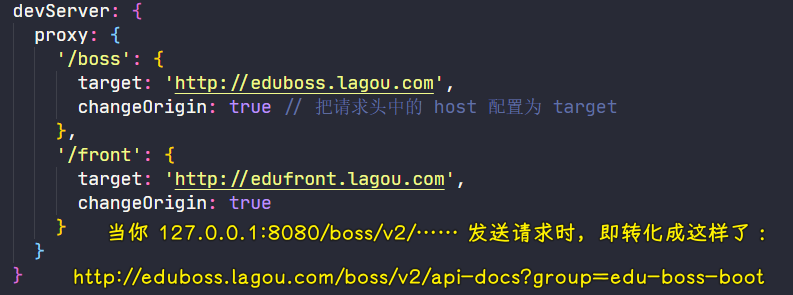 devServer: {
proxy: {
'/boss': {
target: 'http://eduboss.lagou.com',
changeOrigin: true // 把请求头中的 host 配置为 target
},
'/front': {
target: 'http://edufront.lagou.com',
changeOrigin: true
} 当你 127.0.0.1:8080/boss/v2/…… 发送请求时，即转化成这样了：
}
} http://eduboss.lagou.com/boss/v2/api-docs?group=edu-boss-boot